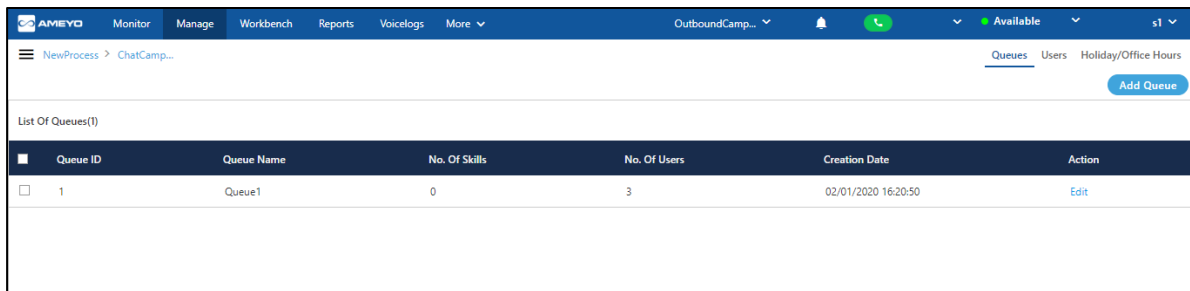 AMEYO Monitor Manage Workbench Reports Voicelogs More OutboundCamp... Available s1
NewProcess > ChatCamp... Queues Users Holiday/Office Hours
Add Queue
List Of Queues(1)
Queue ID Queue Name No. Of Skills No. Of Users Creation Date Action
1 Queue1 0 3 02/01/2020 16:20:50 Edit